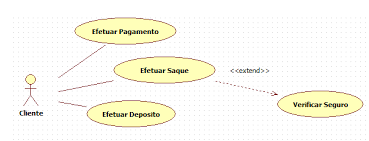 Efetuar Pagamento
Efetuar Saque
<<extend>>
Verificar Seguro
Cliente
Efetuar Deposito